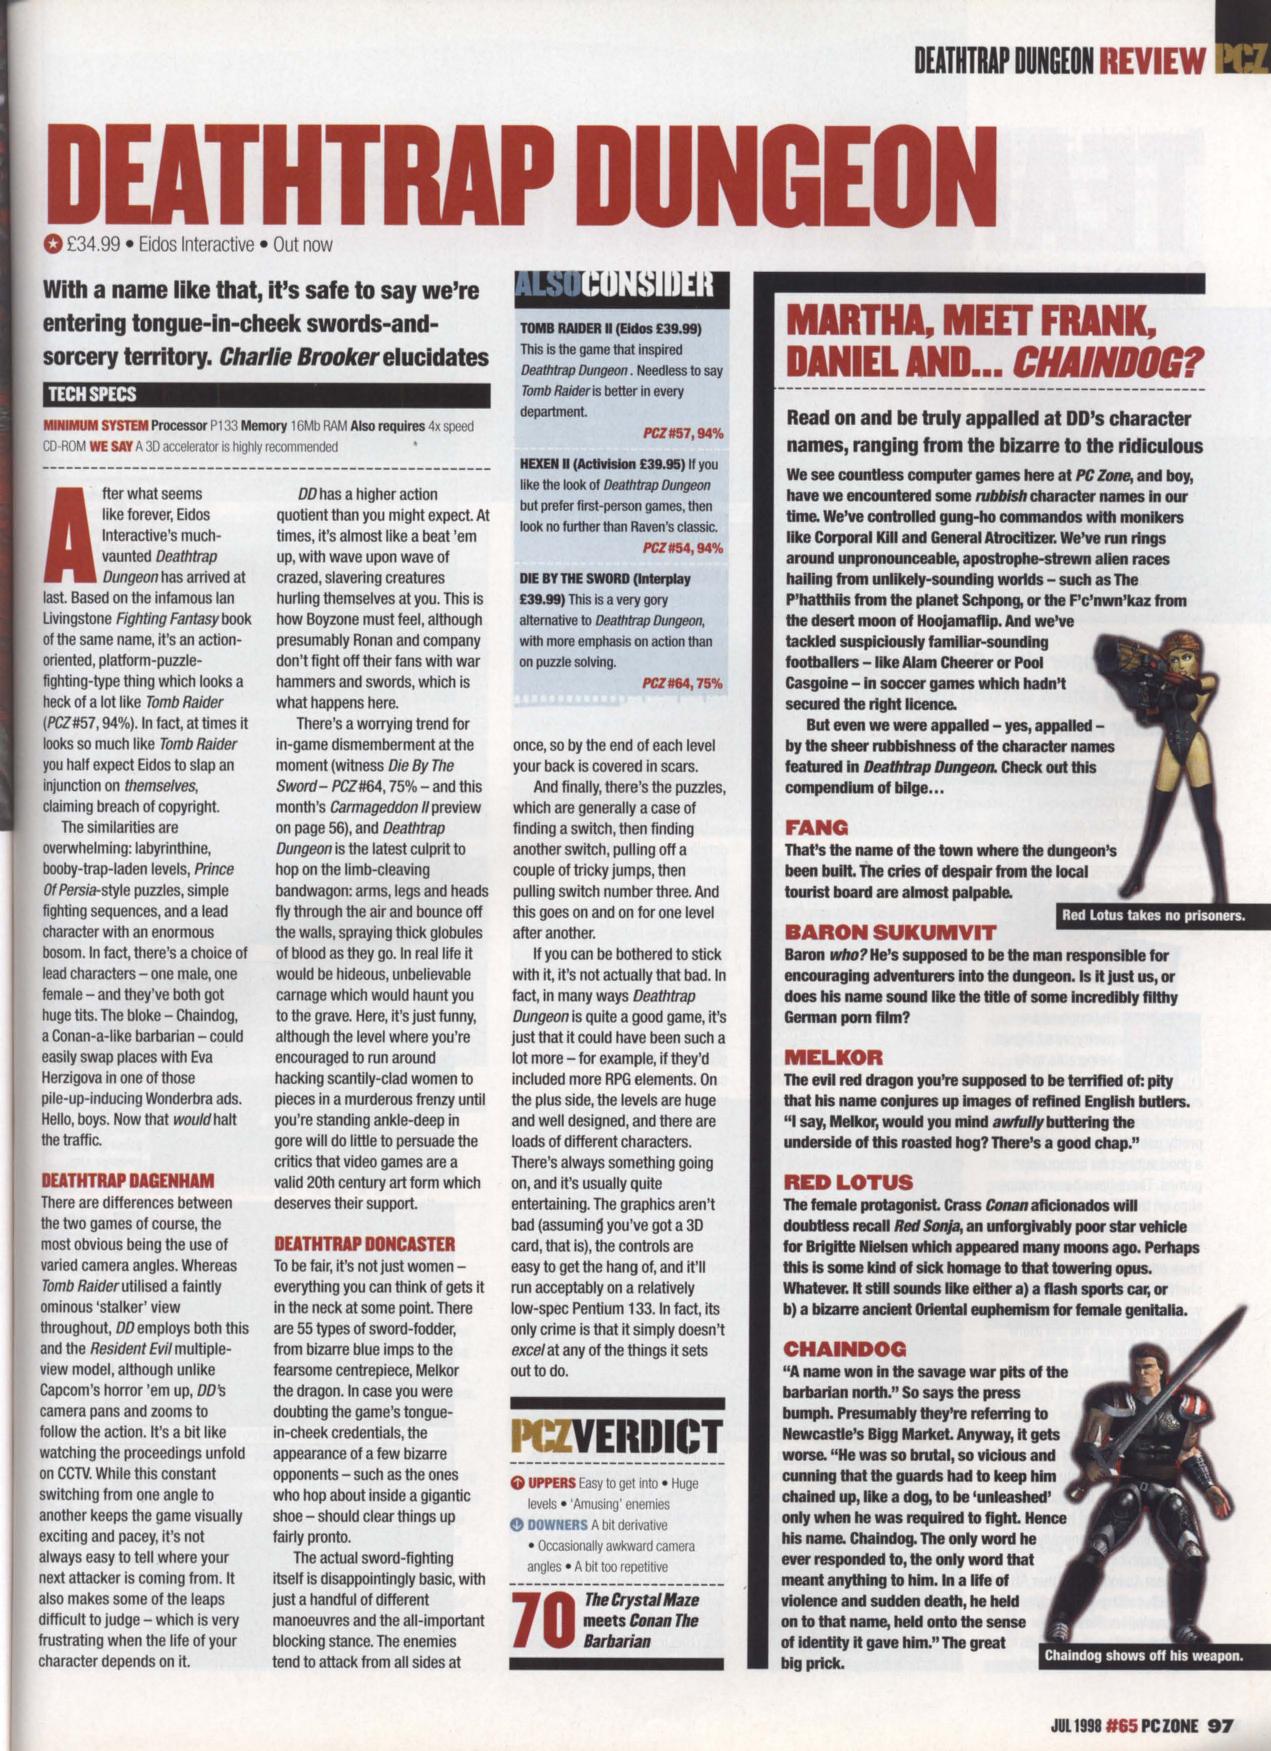 DEATHTRAP DUNGEON REVIEW PCZ
DEATHTRAP DUNGEON
£34.99 • Eidos Interactive • Out now
With a name like that, it's safe to say we're
entering tongue-in-cheek swords-and-
sorcery territory. Charlie Brooker elucidates
TECH SPECS
MINIMUM SYSTEM Processor P133 Memory 16Mb RAM Also requires 4x speed
CD-ROM WE SAY A 3D accelerator is highly recommended
After what seems
like forever, Eidos
Interactive's much-
vaunted Deathtrap
Dungeon has arrived at
last. Based on the infamous Ian
Livingstone Fighting Fantasy book
of the same name, it's an action-
oriented, platform-puzzle-
fighting-type thing which looks a
heck of a lot like Tomb Raider
(PCZ #57, 94%). In fact, at times it
looks so much like Tomb Raider
you half expect Eidos to slap an
injunction on themselves,
claiming breach of copyright.
The similarities are
overwhelming: labyrinthine,
booby-trap-laden levels, Prince
Of Persia-style puzzles, simple
fighting sequences, and a lead
character with an enormous
bosom. In fact, there's a choice of
lead characters – one male, one
female – and they've both got
huge tits. The bloke – Chaindog,
a Conan-a-like barbarian – could
easily swap places with Eva
Herzigova in one of those
pile-up-inducing Wonderbra ads.
Hello, boys. Now that would halt
the traffic.
DEATHTRAP DAGENHAM
There are differences between
the two games of course, the
most obvious being the use of
varied camera angles. Whereas
Tomb Raider utilised a faintly
ominous 'stalker' view
throughout, DD employs both this
and the Resident Evil multiple-
view model, although unlike
Capcom's horror 'em up, DD's
camera pans and zooms to
follow the action. It's a bit like
watching the proceedings unfold
on CCTV. While this constant
switching from one angle to
another keeps the game visually
exciting and pacey, it's not
always easy to tell where your
next attacker is coming from. It
also makes some of the leaps
difficult to judge – which is very
frustrating when the life of your
character depends on it.
DD has a higher action
quotient than you might expect. At
times, it's almost like a beat 'em
up, with wave upon wave of
crazed, slavering creatures
hurling themselves at you. This is
how Boyzone must feel, although
presumably Ronan and company
don't fight off their fans with war
hammers and swords, which is
what happens here.
There's a worrying trend for
in-game dismemberment at the
moment (witness Die By The
Sword – PCZ #64, 75% – and this
month's Carmageddon II preview
on page 56), and Deathtrap
Dungeon is the latest culprit to
hop on the limb-cleaving
bandwagon: arms, legs and heads
fly through the air and bounce off
the walls, spraying thick globules
of blood as they go. In real life it
would be hideous, unbelievable
carnage which would haunt you
to the grave. Here, it's just funny,
although the level where you're
encouraged to run around
hacking scantily-clad women to
pieces in a murderous frenzy until
you're standing ankle-deep in
gore will do little to persuade the
critics that video games are a
valid 20th century art form which
deserves their support.
DEATHTRAP DONCASTER
To be fair, it's not just women –
everything you can think of gets it
in the neck at some point. There
are 55 types of sword-fodder,
from bizarre blue imps to the
fearsome centrepiece, Melkor
the dragon. In case you were
doubting the game's tongue-
in-cheek credentials, the
appearance of a few bizarre
opponents – such as the ones
who hop about inside a gigantic
shoe – should clear things up
fairly pronto.
The actual sword-fighting
itself is disappointingly basic, with
just a handful of different
manoeuvres and the all-important
blocking stance. The enemies
tend to attack from all sides at
ALSO CONSIDER
TOMB RAIDER II (Eidos £39.99)
This is the game that inspired
Deathtrap Dungeon. Needless to say
Tomb Raider is better in every
department.
PCZ #57, 94%
HEXEN II (Activision £39.95) If you
like the look of Deathtrap Dungeon
but prefer first-person games, then
look no further than Raven's classic.
PCZ #54, 94%
DIE BY THE SWORD (Interplay
£39.99) This is a very gory
alternative to Deathtrap Dungeon,
with more emphasis on action than
on puzzle solving.
PCZ #64, 75%
once, so by the end of each level
your back is covered in scars.
And finally, there's the puzzles,
which are generally a case of
finding a switch, then finding
another switch, pulling off a
couple of tricky jumps, then
pulling switch number three. And
this goes on and on for one level
after another.
If you can be bothered to stick
with it, it's not actually that bad. In
fact, in many ways Deathtrap
Dungeon is quite a good game, it's
just that it could have been such a
lot more – for example, if they'd
included more RPG elements. On
the plus side, the levels are huge
and well designed, and there are
loads of different characters.
There's always something going
on, and it's usually quite
entertaining. The graphics aren't
bad (assuming you've got a 3D
card, that is), the controls are
easy to get the hang of, and it'll
run acceptably on a relatively
low-spec Pentium 133. In fact, its
only crime is that it simply doesn't
excel at any of the things it sets
out to do.
PCZ VERDICT
UPPERS Easy to get into • Huge
levels • 'Amusing' enemies
DOWNERS A bit derivative
• Occasionally awkward camera
angles • A bit too repetitive
70 The Crystal Maze
meets Conan The
Barbarian
MARTHA, MEET FRANK,
DANIEL AND... CHAINDOG?
Read on and be truly appalled at DD's character
names, ranging from the bizarre to the ridiculous
We see countless computer games here at PC Zone, and boy,
have we encountered some rubbish character names in our
time. We've controlled gung-ho commandos with monikers
like Corporal Kill and General Atrocitizer. We've run rings
around unpronounceable, apostrophe-strewn alien races
hailing from unlikely-sounding worlds – such as The
P'hatthiis from the planet Schpong, or the F'c'nwn'kaz from
the desert moon of Hoojamaflip. And we've
tackled suspiciously familiar-sounding
footballers – like Alam Cheerer or Pool
Casgoine – in soccer games which hadn't
secured the right licence.
But even we were appalled – yes, appalled –
by the sheer rubbishness of the character names
featured in Deathtrap Dungeon. Check out this
compendium of bilge...
FANG
That's the name of the town where the dungeon's
been built. The cries of despair from the local
tourist board are almost palpable.
Red Lotus takes no prisoners.
BARON SUKUMVIT
Baron who? He's supposed to be the man responsible for
encouraging adventurers into the dungeon. Is it just us, or
does his name sound like the title of some incredibly filthy
German porn film?
MELKOR
The evil red dragon you're supposed to be terrified of: pity
that his name conjures up images of refined English butlers.
"I say, Melkor, would you mind awfully buttering the
underside of this roasted hog? There's a good chap."
RED LOTUS
The female protagonist. Crass Conan aficionados will
doubtless recall Red Sonja, an unforgivably poor star vehicle
for Brigitte Nielsen which appeared many moons ago. Perhaps
this is some kind of sick homage to that towering opus.
Whatever. It still sounds like either a) a flash sports car, or
b) a bizarre ancient Oriental euphemism for female genitalia.
CHAINDOG
"A name won in the savage war pits of the
barbarian north." So says the press
bumph. Presumably they're referring to
Newcastle's Bigg Market. Anyway, it gets
worse. "He was so brutal, so vicious and
cunning that the guards had to keep him
chained up, like a dog, to be 'unleashed'
only when he was required to fight. Hence
his name. Chaindog. The only word he
ever responded to, the only word that
meant anything to him. In a life of
violence and sudden death, he held
on to that name, held onto the sense
of identity it gave him." The great
big prick.
Chaindog shows off his weapon.
JUL 1998 #65 PC ZONE 97